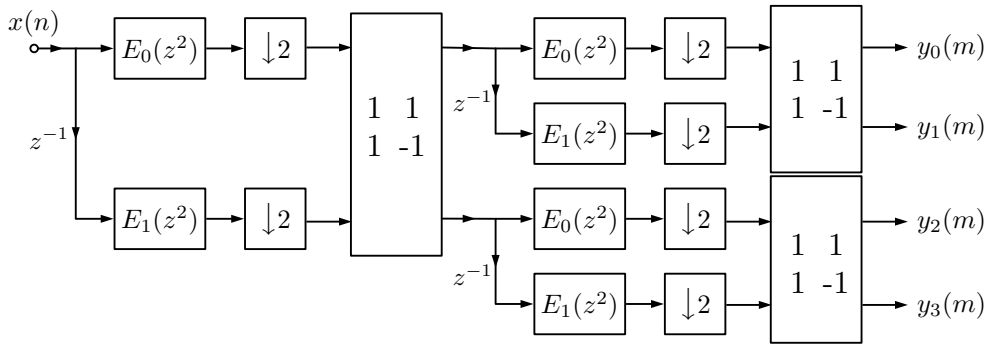 x(n)
E₀(z²) ↓2 E₀(z²) ↓2 y₀(m)
1 1
1 -1
z⁻¹ z⁻¹
1 1
1 -1
E₁(z²) ↓2 y₁(m)
E₁(z²) ↓2 E₀(z²) ↓2 y₂(m)
z⁻¹
1 1
1 -1
E₁(z²) ↓2 y₃(m)